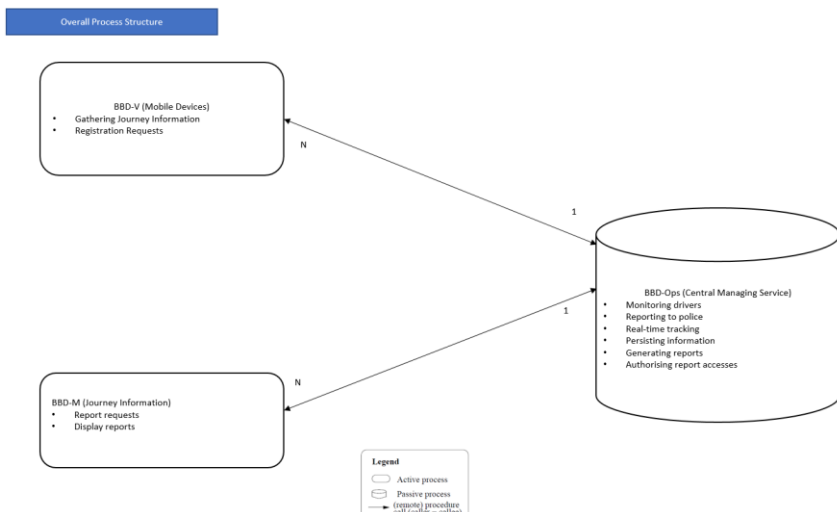 Overall Process Structure
BBD-V (Mobile Devices)
• Gathering Journey Information
• Registration Requests
N
1
BBD-Ops (Central Managing Service)
• Monitoring drivers
• Reporting to police
• Real-time tracking
• Persisting information
• Generating reports
• Authorising report accesses
1
N
BBD-M (Journey Information)
• Report requests
• Display reports
Legend
Active process
Passive process
(remote) procedure